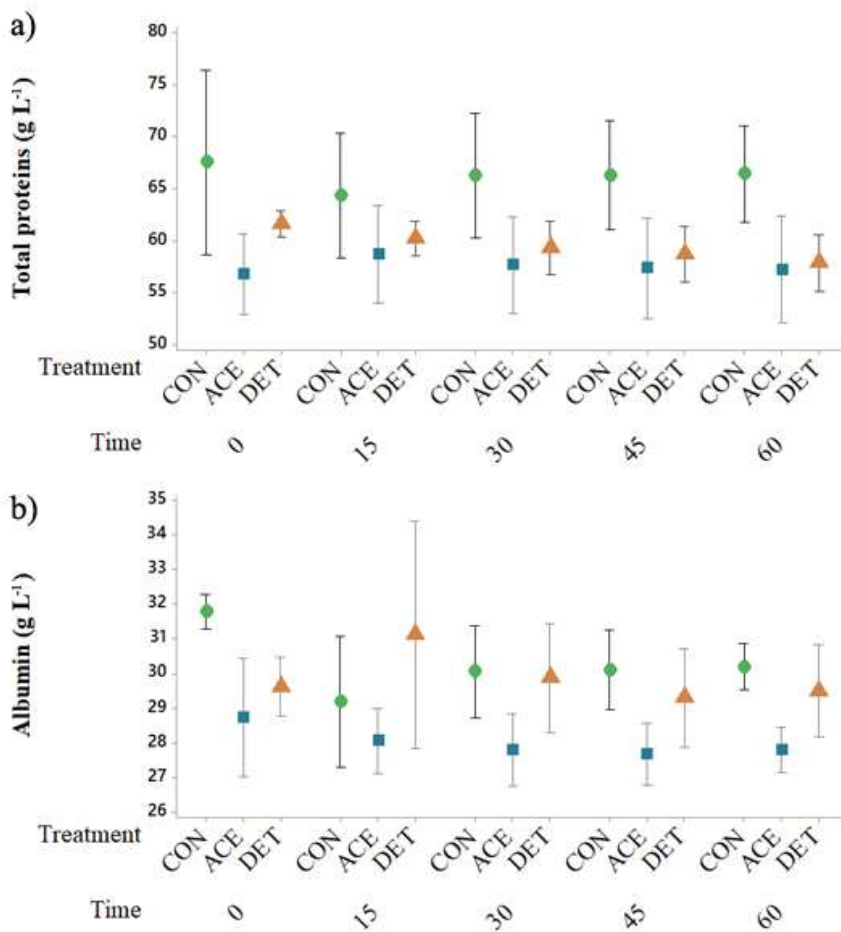 a)
Total proteins (g L⁻¹)
80
75
70
65
60
55
50
Treatment
CON ACE DET CON ACE DET CON ACE DET CON ACE DET CON ACE DET
Time
0 15 30 45 60
b)
Albumin (g L⁻¹)
35
34
33
32
31
30
29
28
27
26
Treatment
CON ACE DET CON ACE DET CON ACE DET CON ACE DET CON ACE DET
Time
0 15 30 45 60